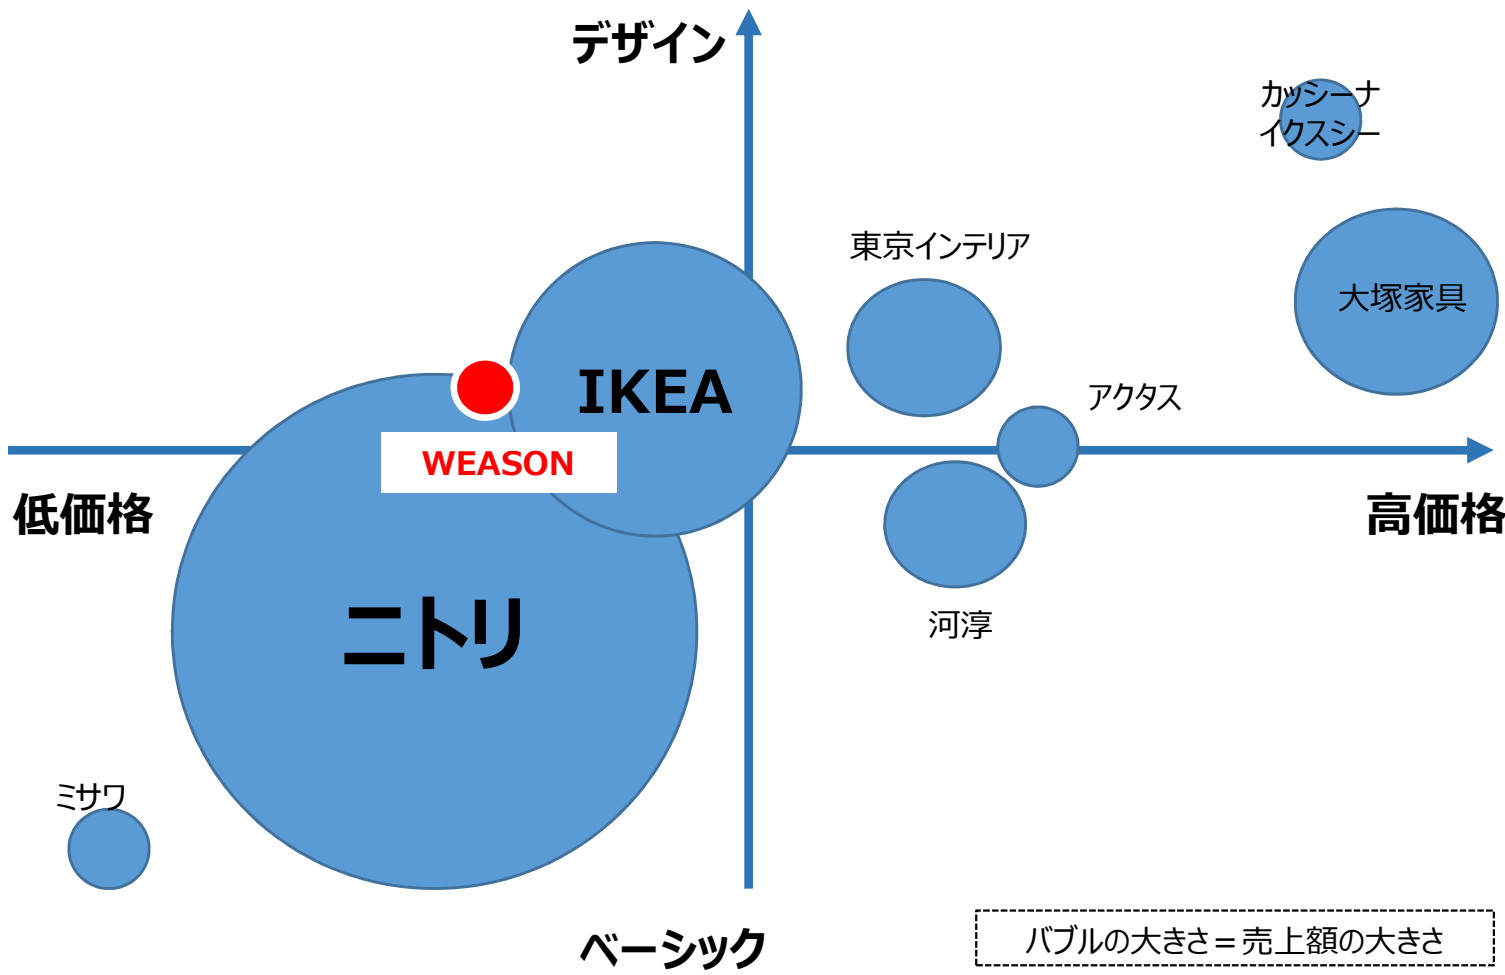 デザイン
カッシーナ
イクスシー
東京インテリア
大塚家具
IKEA
アクタス
WEASON
低価格
高価格
ニトリ
河淳
ミサワ
ベーシック
バブルの大きさ=売上額の大きさ